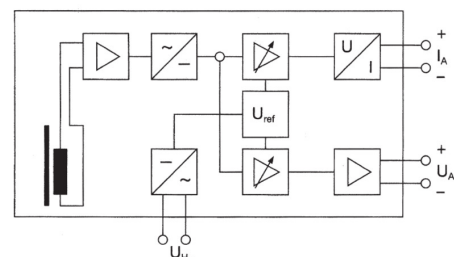 ~
–
U
I
+
I_A
–
U_ref
–
~
+
U_A
–
U_H